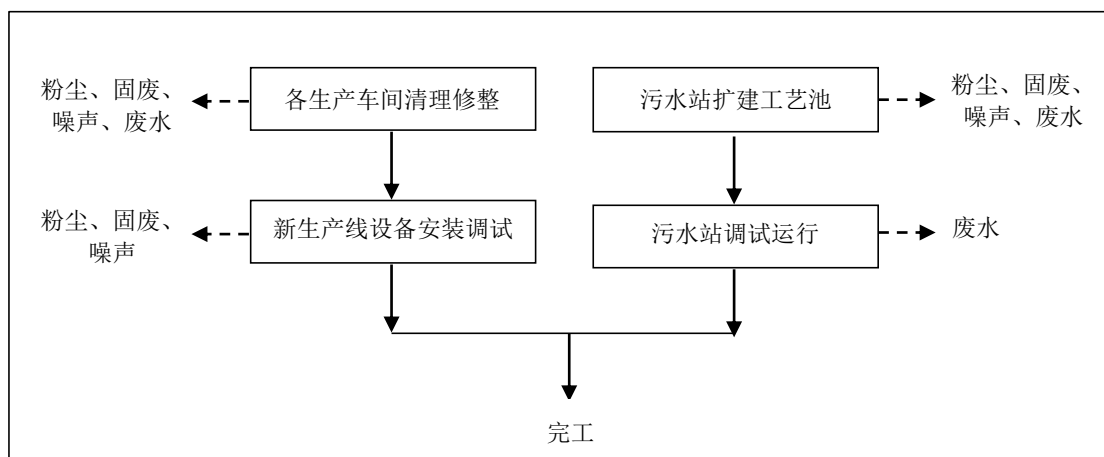 粉尘、固废、
噪声、废水
各生产车间清理修整
污水站扩建工艺池
粉尘、固废、
噪声、废水
粉尘、固废、
噪声
新生产线设备安装调试
污水站调试运行
废水
完工